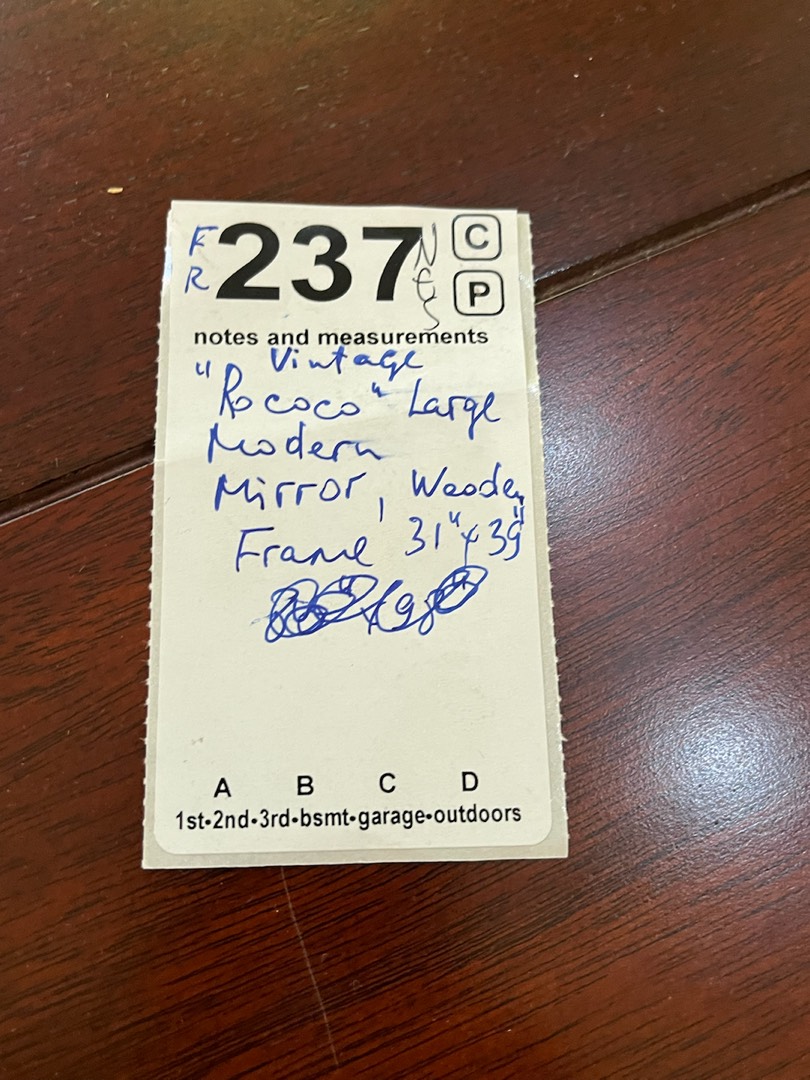 FR 237 C
P
notes and measurements
Vintage
"Rococo" Large
Modern
Mirror, Wooden
Frame 31" x 39"
A B C D
1st•2nd•3rd•bsmt•garage•outdoors